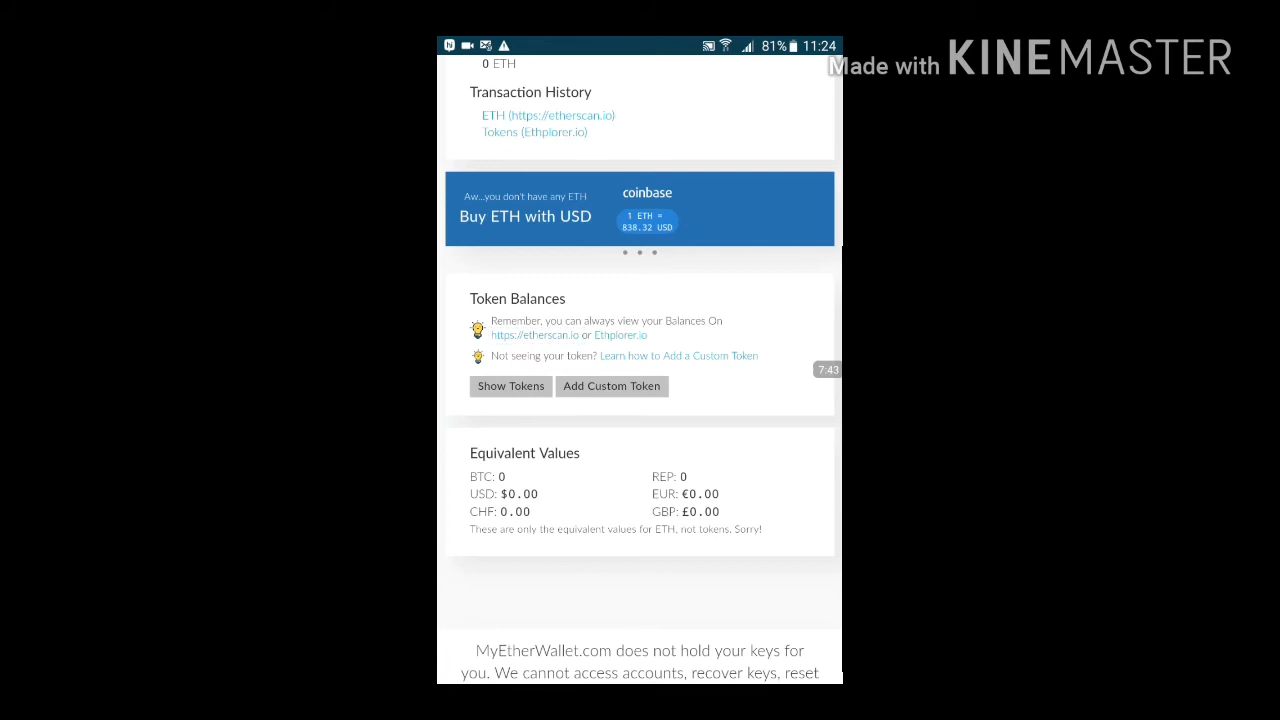 81% 11:24
Made with KINEMASTER
0 ETH
Transaction History
ETH (https://etherscan.io)
Tokens (Ethplorer.io)
Aw...you don't have any ETH
Buy ETH with USD
coinbase
1 ETH =
838.32 USD
Token Balances
Remember, you can always view your Balances On
https://etherscan.io or Ethplorer.io
Not seeing your token? Learn how to Add a Custom Token
7:43
Show Tokens Add Custom Token
Equivalent Values
BTC: 0 REP: 0
USD: $0.00 EUR: €0.00
CHF: 0.00 GBP: £0.00
These are only the equivalent values for ETH, not tokens. Sorry!
MyEtherWallet.com does not hold your keys for
you. We cannot access accounts, recover keys, reset